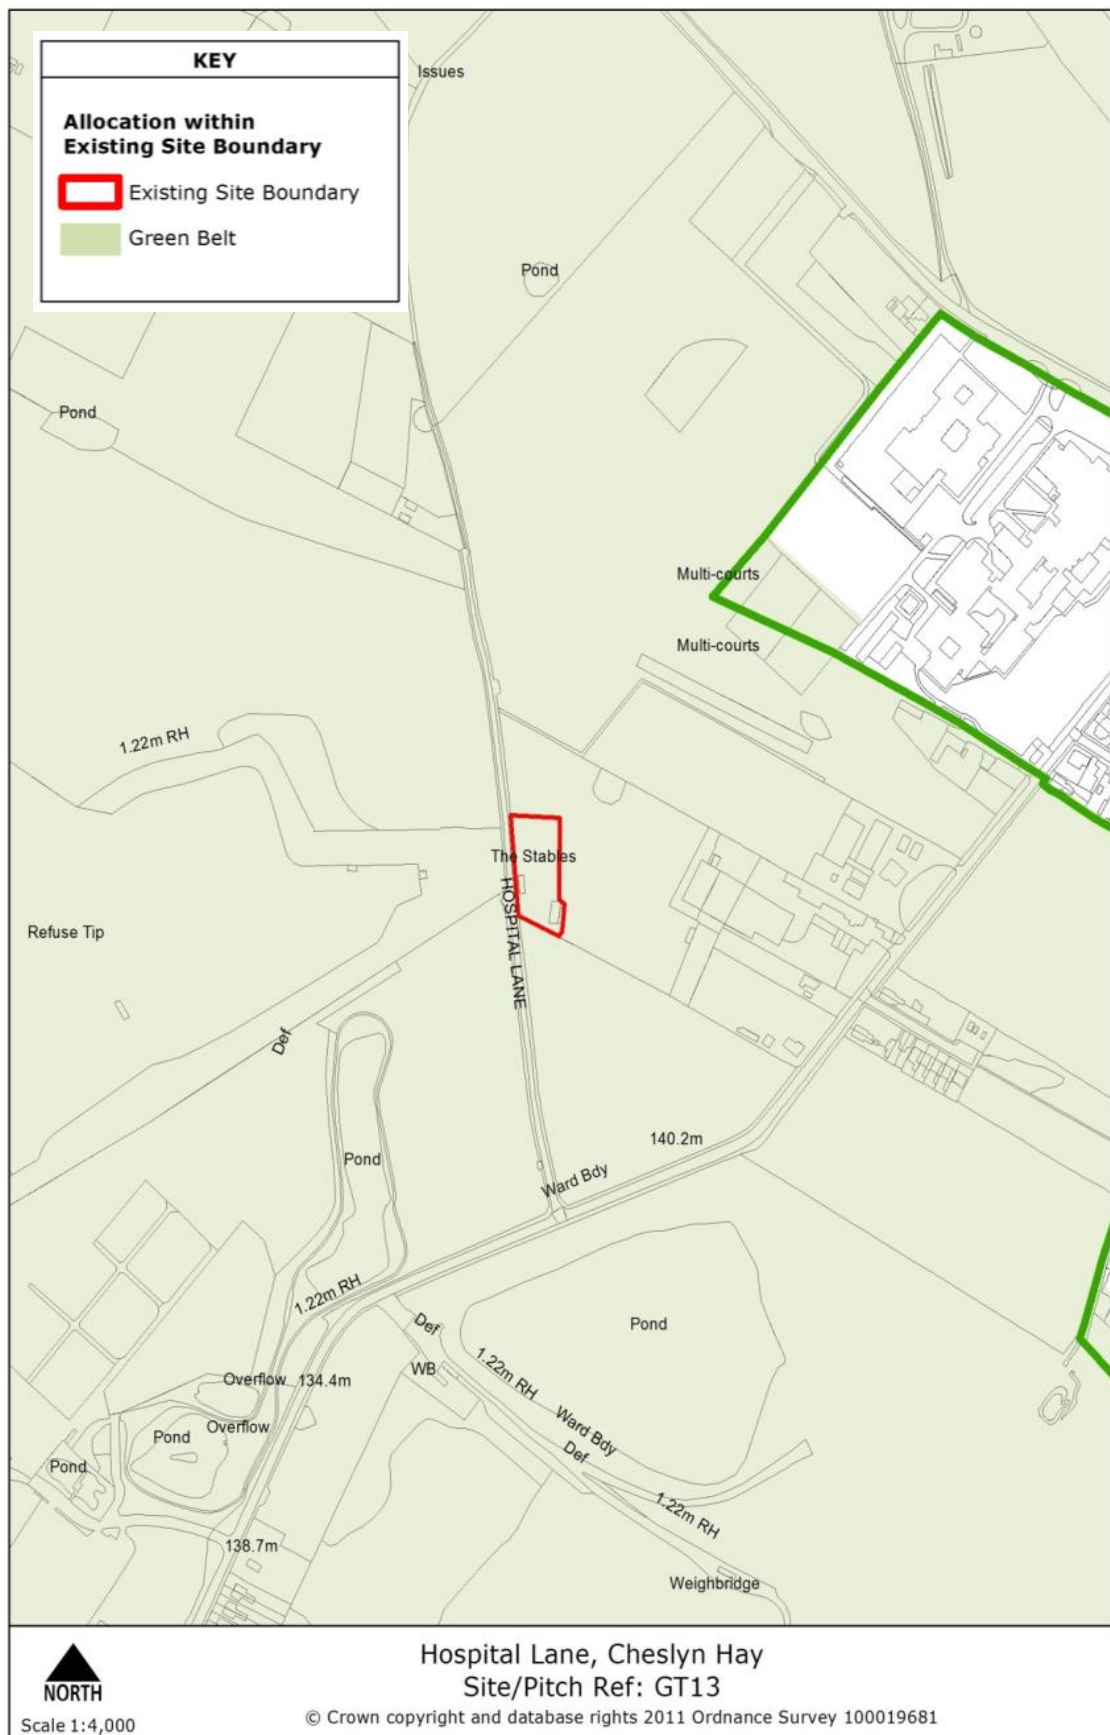 KEY
Allocation within
Existing Site Boundary
Existing Site Boundary
Green Belt
Issues
Pond
Pond
Multi-courts
Multi-courts
1.22m RH
The Stables
HOSPITAL LANE
Refuse Tip
Def
140.2m
Pond
Ward Bdy
1.22m RH
Def
Pond
1.22m RH
WB
Overflow 134.4m
Ward Bdy
Overflow
Pond
Def
Pond
1.22m RH
138.7m
Weighbridge
NORTH
Scale 1:4,000
Hospital Lane, Cheslyn Hay
Site/Pitch Ref: GT13
© Crown copyright and database rights 2011 Ordnance Survey 100019681